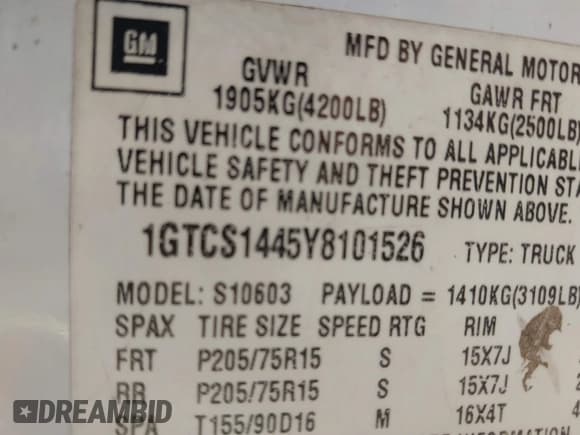 GM
MFD BY GENERAL MOTOR
GVWR GAWR FRT
1905KG(4200LB) 1134KG(2500LB)
THIS VEHICLE CONFORMS TO ALL APPLICABL
VEHICLE SAFETY AND THEFT PREVENTION STA
THE DATE OF MANUFACTURE SHOWN ABOVE.
1GTCS1445Y8101526 TYPE: TRUCK
MODEL: S10603 PAYLOAD = 1410KG(3109LB)
SPAX TIRE SIZE SPEED RTG RIM
FRT P205/75R15 S 15X7J
RR P205/75R15 S 15X7J
SPA T155/90D16 M 16X4T
INFORMATION
DREAMBID